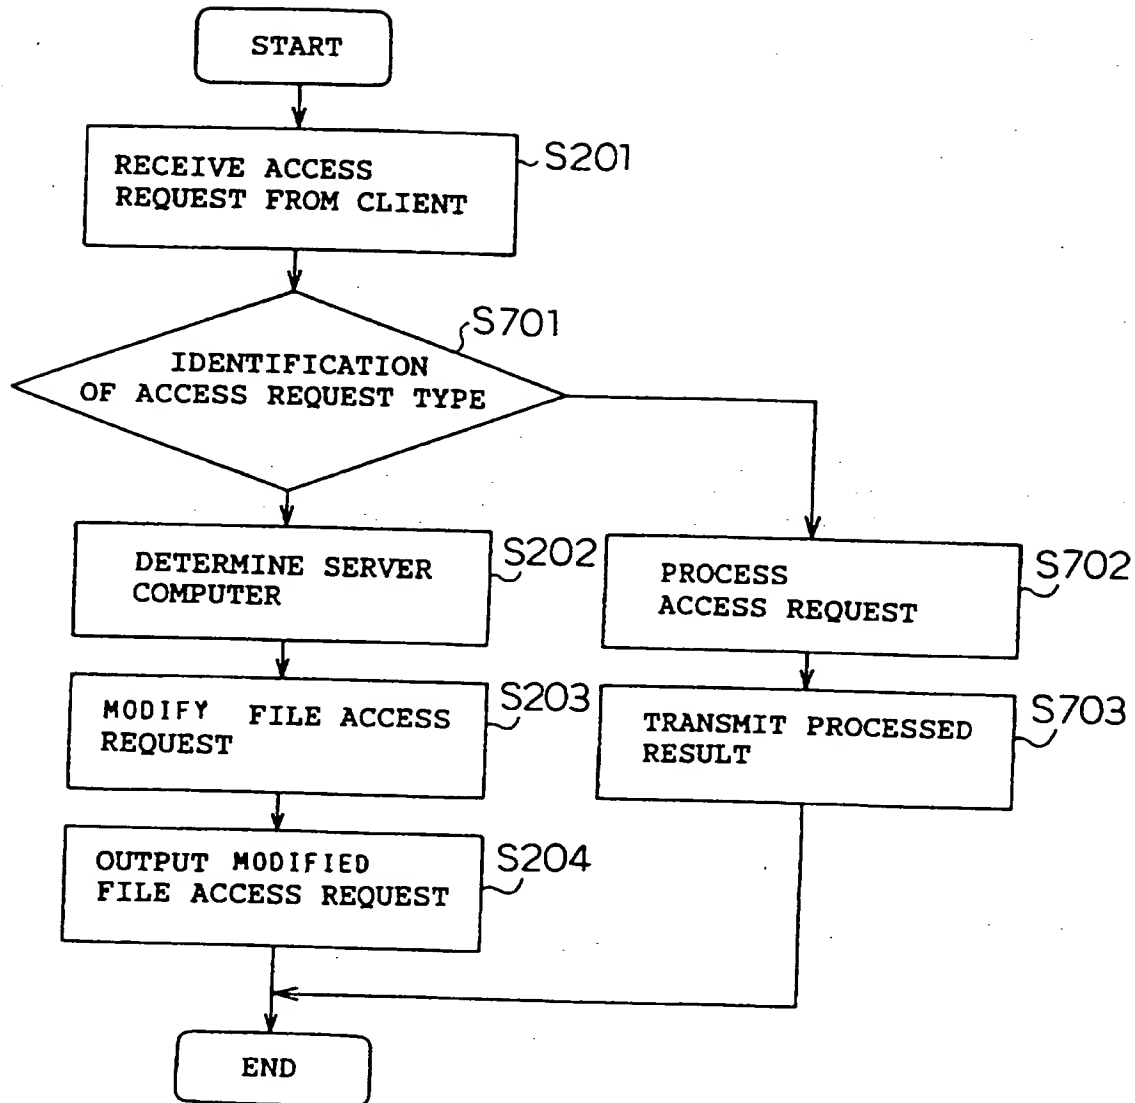 START
RECEIVE ACCESS
REQUEST FROM CLIENT
S201
S701
IDENTIFICATION
OF ACCESS REQUEST TYPE
DETERMINE SERVER
COMPUTER
S202
PROCESS
ACCESS REQUEST
S702
MODIFY FILE ACCESS
REQUEST
S203
TRANSMIT PROCESSED
RESULT
S703
OUTPUT MODIFIED
FILE ACCESS REQUEST
S204
END